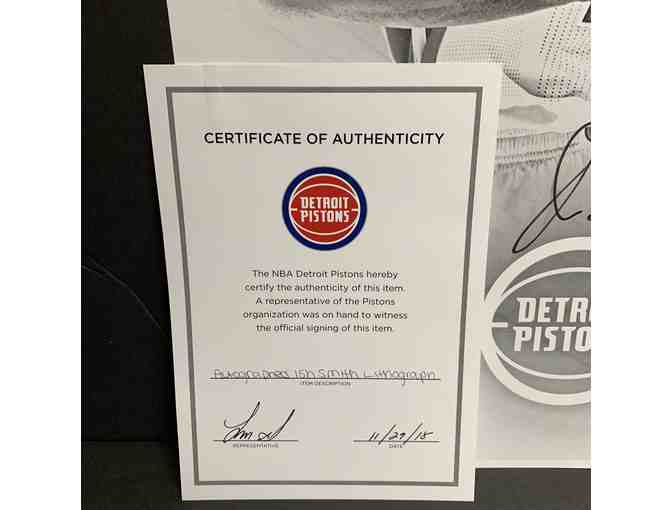 CERTIFICATE OF AUTHENTICITY
DETROIT
PISTONS
The NBA Detroit Pistons hereby
certify the authenticity of this item.
A representative of the Pistons
organization was on hand to witness
the official signing of this item.
Autographed Ish Smith Lithograph
ITEM DESCRIPTION
11/29/18
REPRESENTATIVE
DATE
DETRO
PISTO